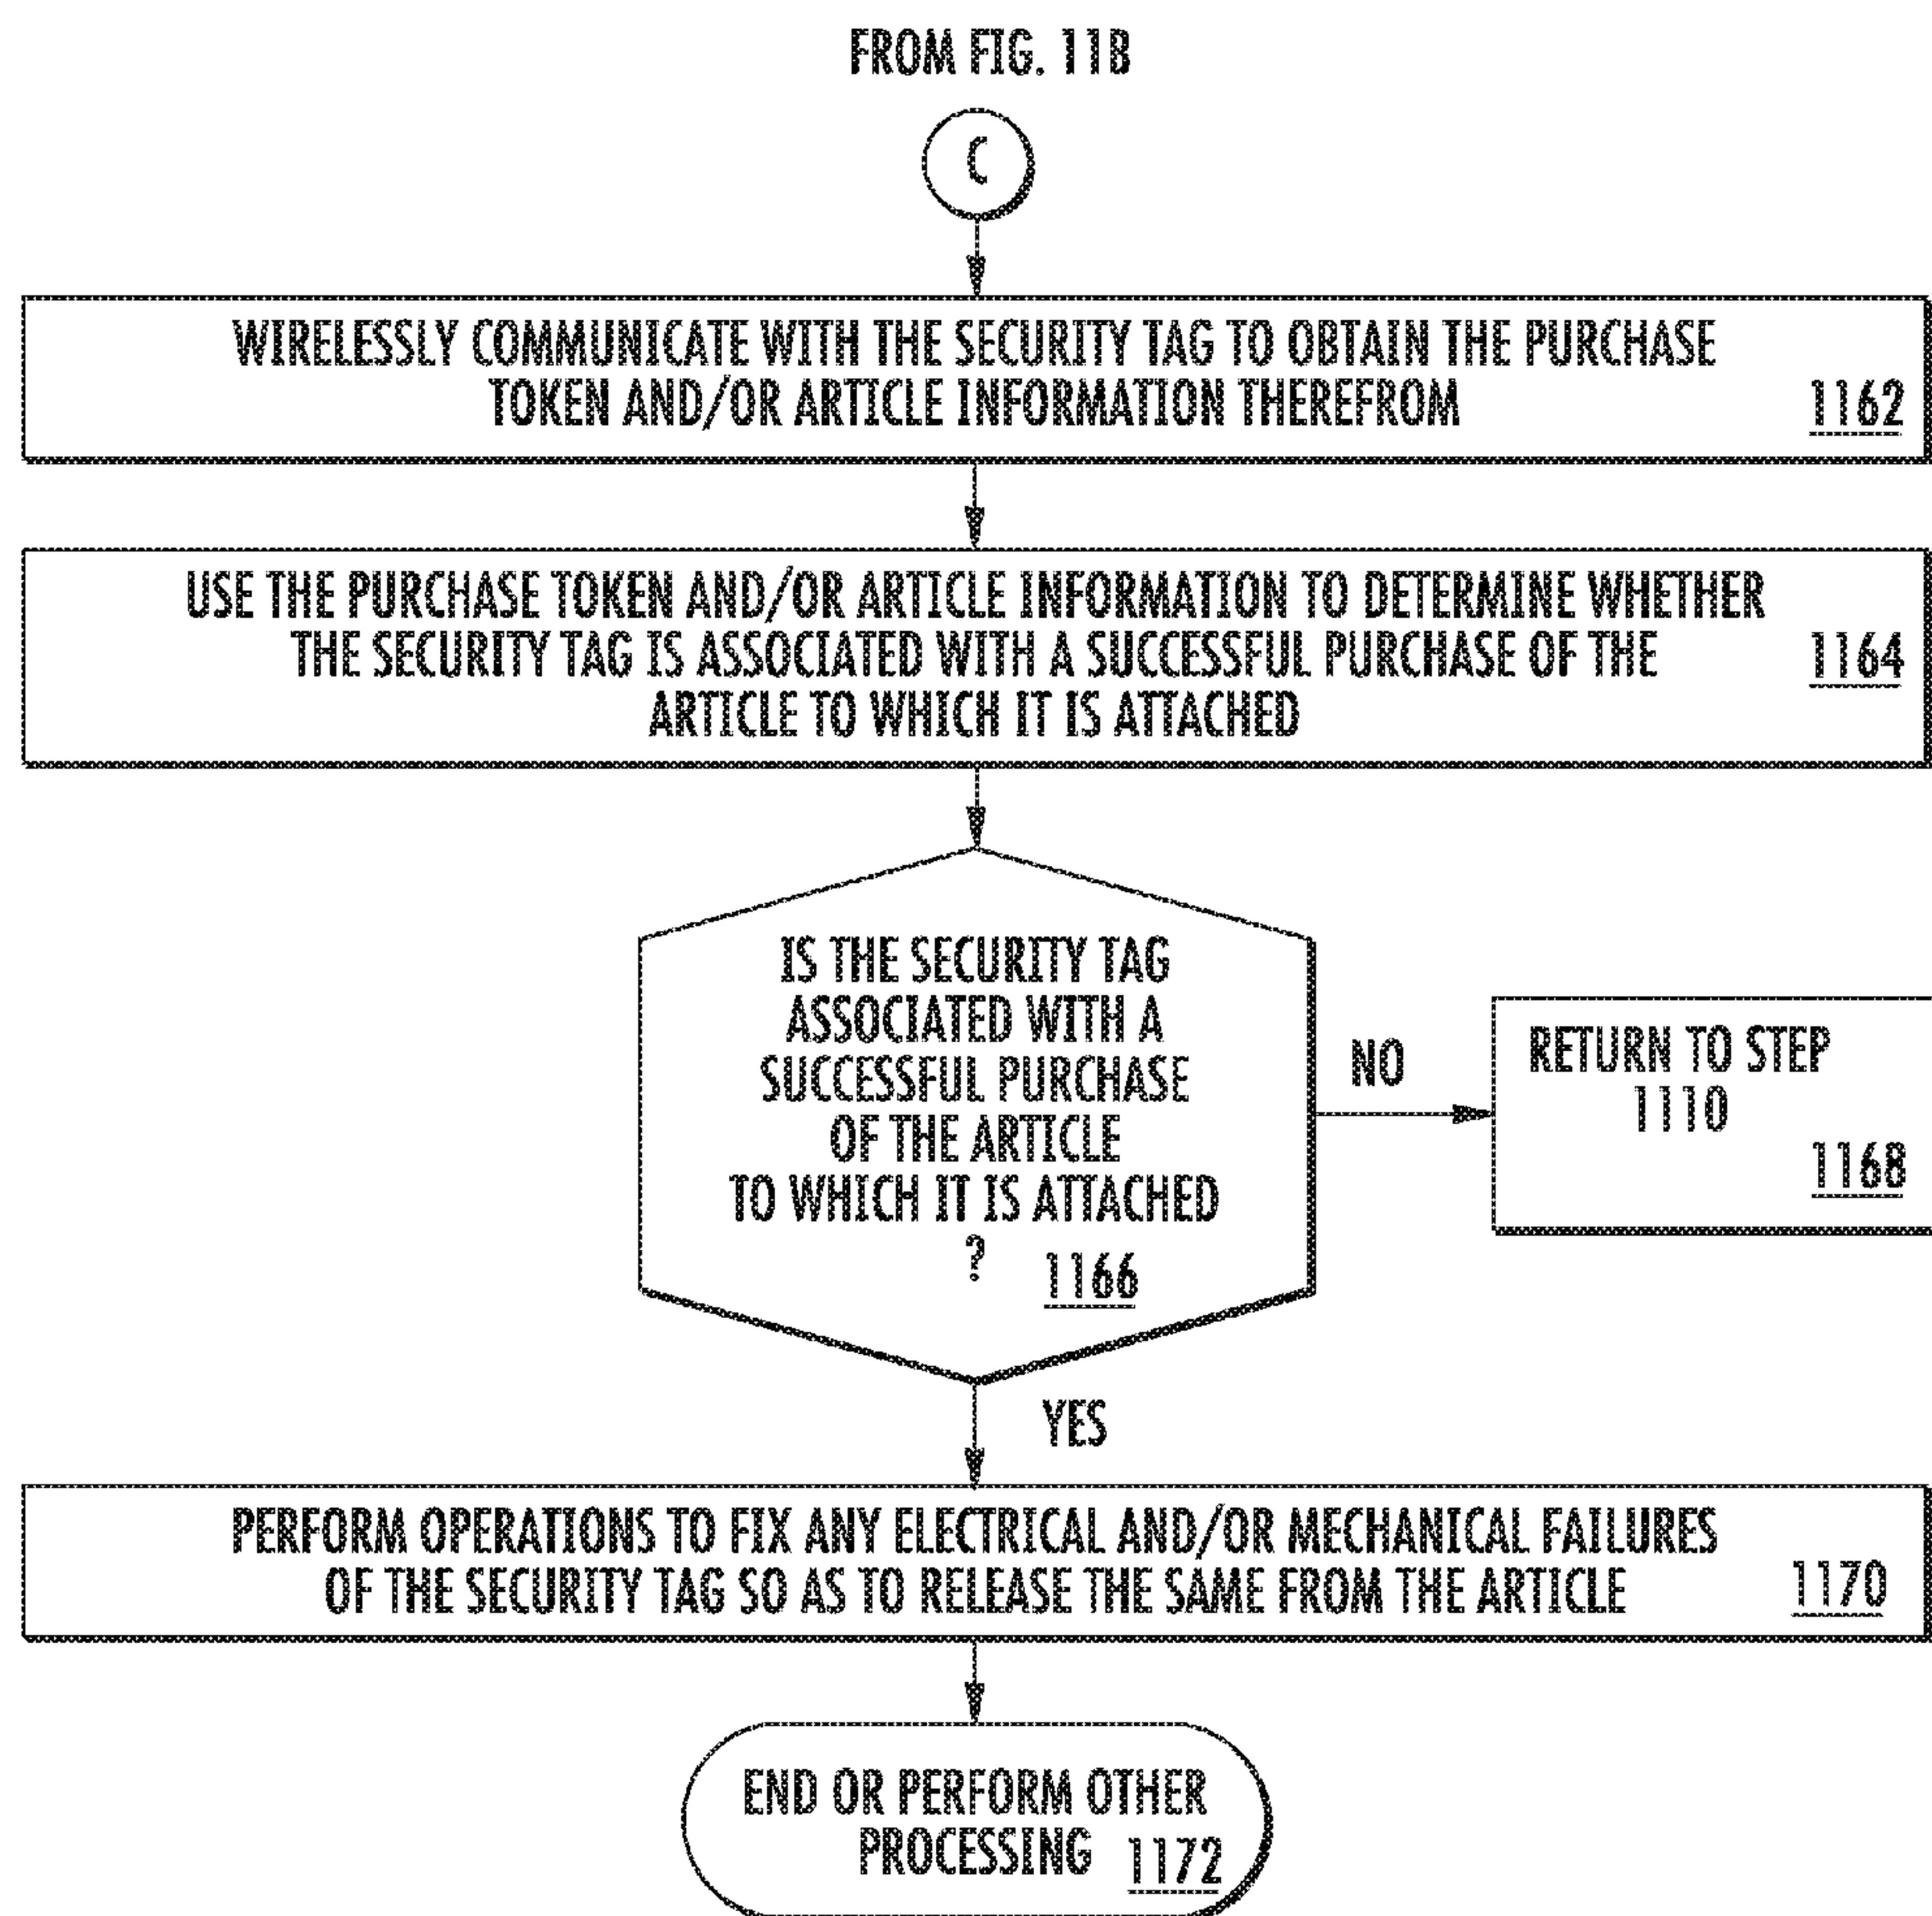 FROM FIG. 11B
C
WIRELESSLY COMMUNICATE WITH THE SECURITY TAG TO OBTAIN THE PURCHASE
TOKEN AND/OR ARTICLE INFORMATION THEREFROM 1162
USE THE PURCHASE TOKEN AND/OR ARTICLE INFORMATION TO DETERMINE WHETHER
THE SECURITY TAG IS ASSOCIATED WITH A SUCCESSFUL PURCHASE OF THE 1164
ARTICLE TO WHICH IT IS ATTACHED
IS THE SECURITY TAG
ASSOCIATED WITH A
SUCCESSFUL PURCHASE
OF THE ARTICLE
TO WHICH IT IS ATTACHED
? 1166
NO
RETURN TO STEP
1110
1168
YES
PERFORM OPERATIONS TO FIX ANY ELECTRICAL AND/OR MECHANICAL FAILURES
OF THE SECURITY TAG SO AS TO RELEASE THE SAME FROM THE ARTICLE 1170
END OR PERFORM OTHER
PROCESSING 1172